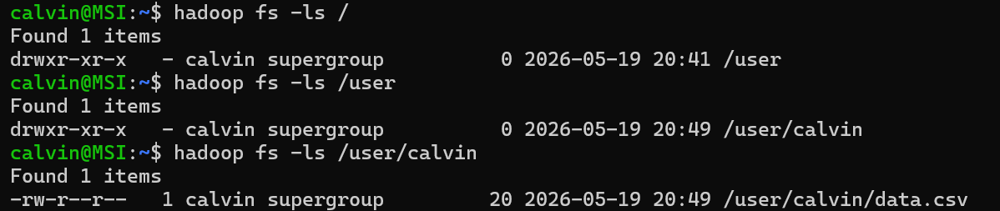 calvin@MSI:~$ hadoop fs -ls /
Found 1 items
drwxr-xr-x   - calvin supergroup          0 2026-05-19 20:41 /user
calvin@MSI:~$ hadoop fs -ls /user
Found 1 items
drwxr-xr-x   - calvin supergroup          0 2026-05-19 20:49 /user/calvin
calvin@MSI:~$ hadoop fs -ls /user/calvin
Found 1 items
-rw-r--r--   1 calvin supergroup         20 2026-05-19 20:49 /user/calvin/data.csv